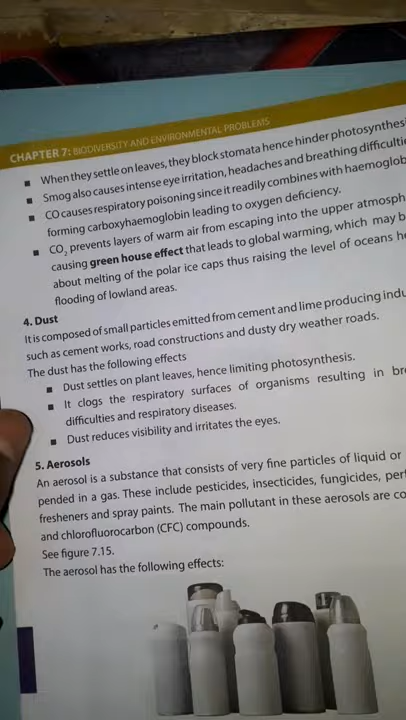 CHAPTER 7: BIODIVERSITY AND ENVIRONMENTAL PROBLEMS
■ When they settle on leaves, they block stomata hence hinder
■ Smog also causes intense eye irritation, headaches and breathing
■ CO causes respiratory poisoning since it readily combines with
forming carboxyhaemoglobin leading to oxygen deficiency.
■ CO₂ prevents layers of warm air from escaping into the upper
causing green house effect that leads to global warming, which may
about melting of the polar ice caps thus raising the level of oceans
flooding of lowland areas.
4. Dust
It is composed of small particles emitted from cement and lime producing
such as cement works, road constructions and dusty dry weather roads.
The dust has the following effects
■ Dust settles on plant leaves, hence limiting photosynthesis.
■ It clogs the respiratory surfaces of organisms resulting in
difficulties and respiratory diseases.
■ Dust reduces visibility and irritates the eyes.
5. Aerosols
An aerosol is a substance that consists of very fine particles of liquid or
pended in a gas. These include pesticides, insecticides, fungicides,
fresheners and spray paints. The main pollutant in these aerosols are
and chlorofluorocarbon (CFC) compounds.
See figure 7.15.
The aerosol has the following effects: